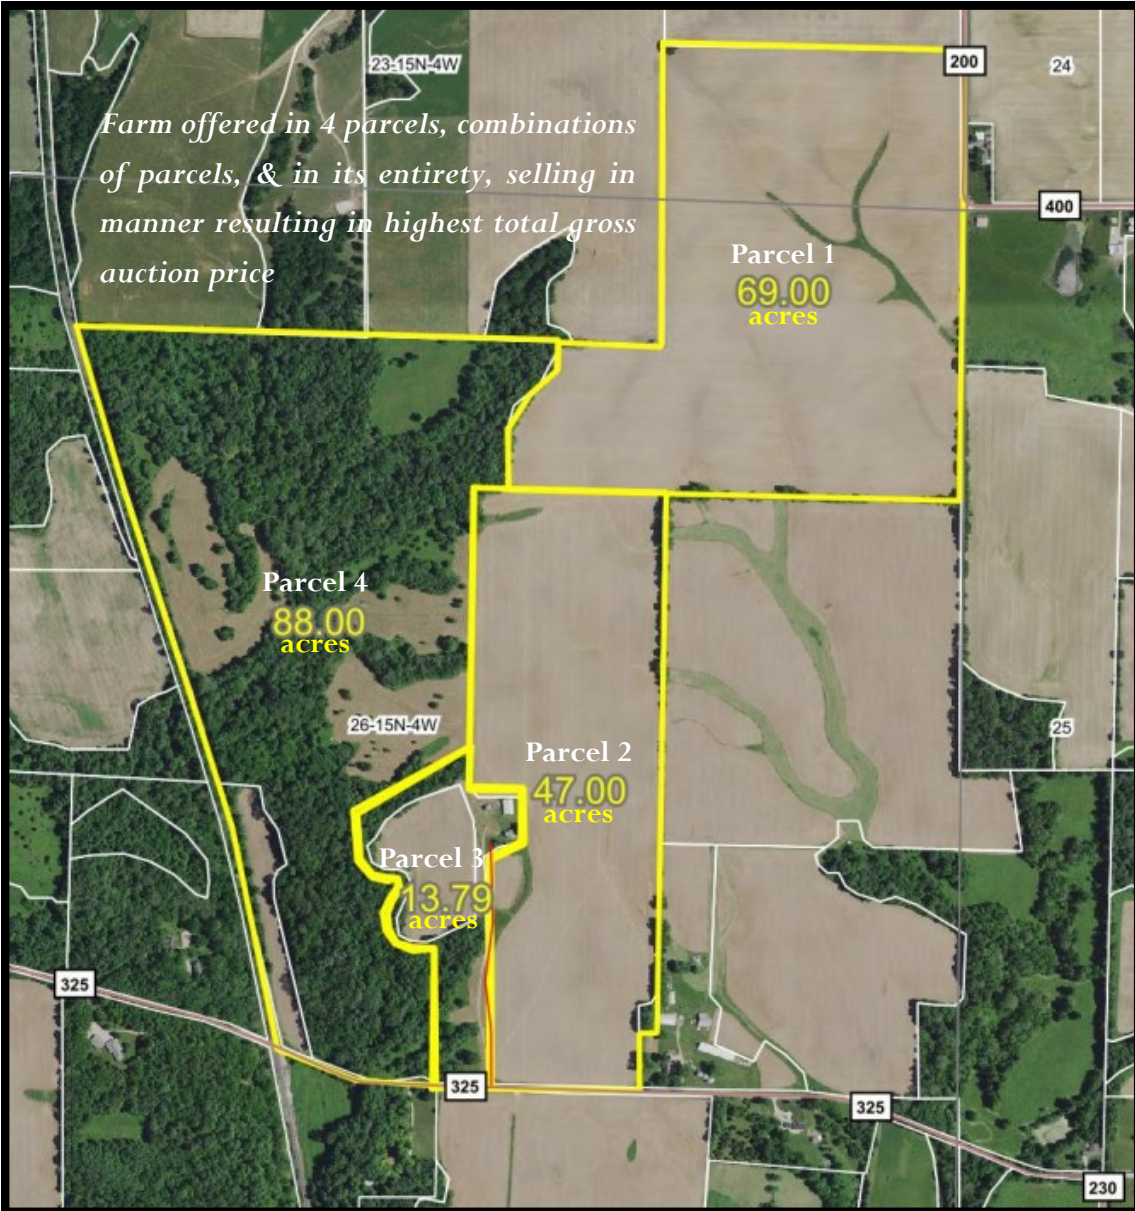 23-15N-4W
200
24
Farm offered in 4 parcels, combinations
of parcels, & in its entirety, selling in
manner resulting in highest total gross
auction price
400
Parcel 1
69.00
acres
Parcel 4
88.00
acres
26-15N-4W
25
Parcel 2
47.00
acres
Parcel 3
13.79
acres
325
325
325
230